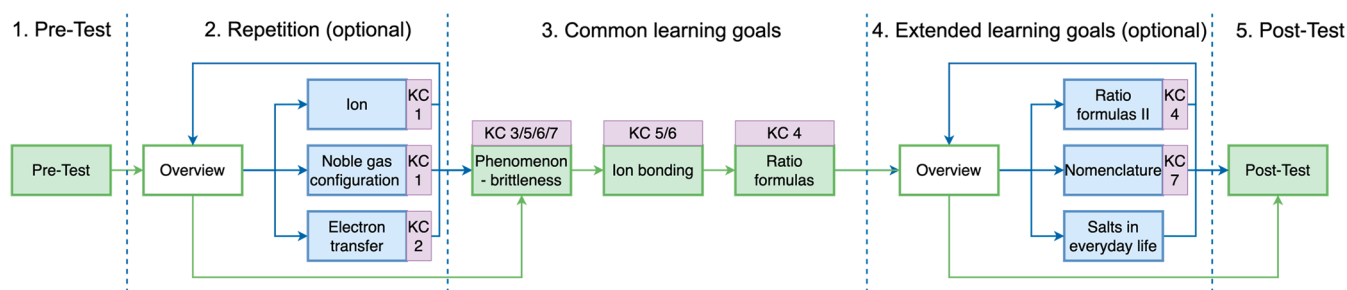 1. Pre-Test
2. Repetition (optional)
3. Common learning goals
4. Extended learning goals (optional)
5. Post-Test
Pre-Test
Overview
Ion
KC
1
Noble gas
configuration
KC
1
Electron
transfer
KC
2
KC 3/5/6/7
Phenomenon
- brittleness
KC 5/6
Ion bonding
KC 4
Ratio
formulas
Overview
Ratio
formulas II
KC
4
Nomenclature
KC
7
Salts in
everyday life
Post-Test